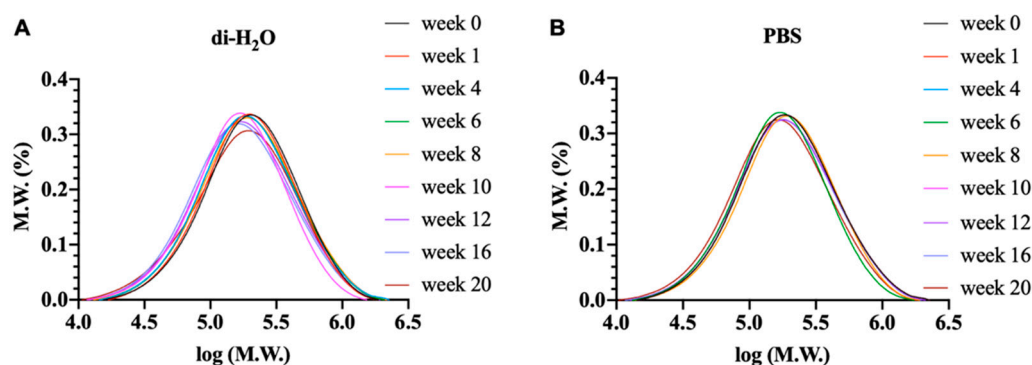 A
di-H₂O
week 0
week 1
week 4
week 6
week 8
week 10
week 12
week 16
week 20
M.W. (%)
0.4
0.3
0.2
0.1
0.0
4.0 4.5 5.0 5.5 6.0 6.5
log (M.W.)
B
PBS
week 0
week 1
week 4
week 6
week 8
week 10
week 12
week 16
week 20
M.W. (%)
0.4
0.3
0.2
0.1
0.0
4.0 4.5 5.0 5.5 6.0 6.5
log (M.W.)